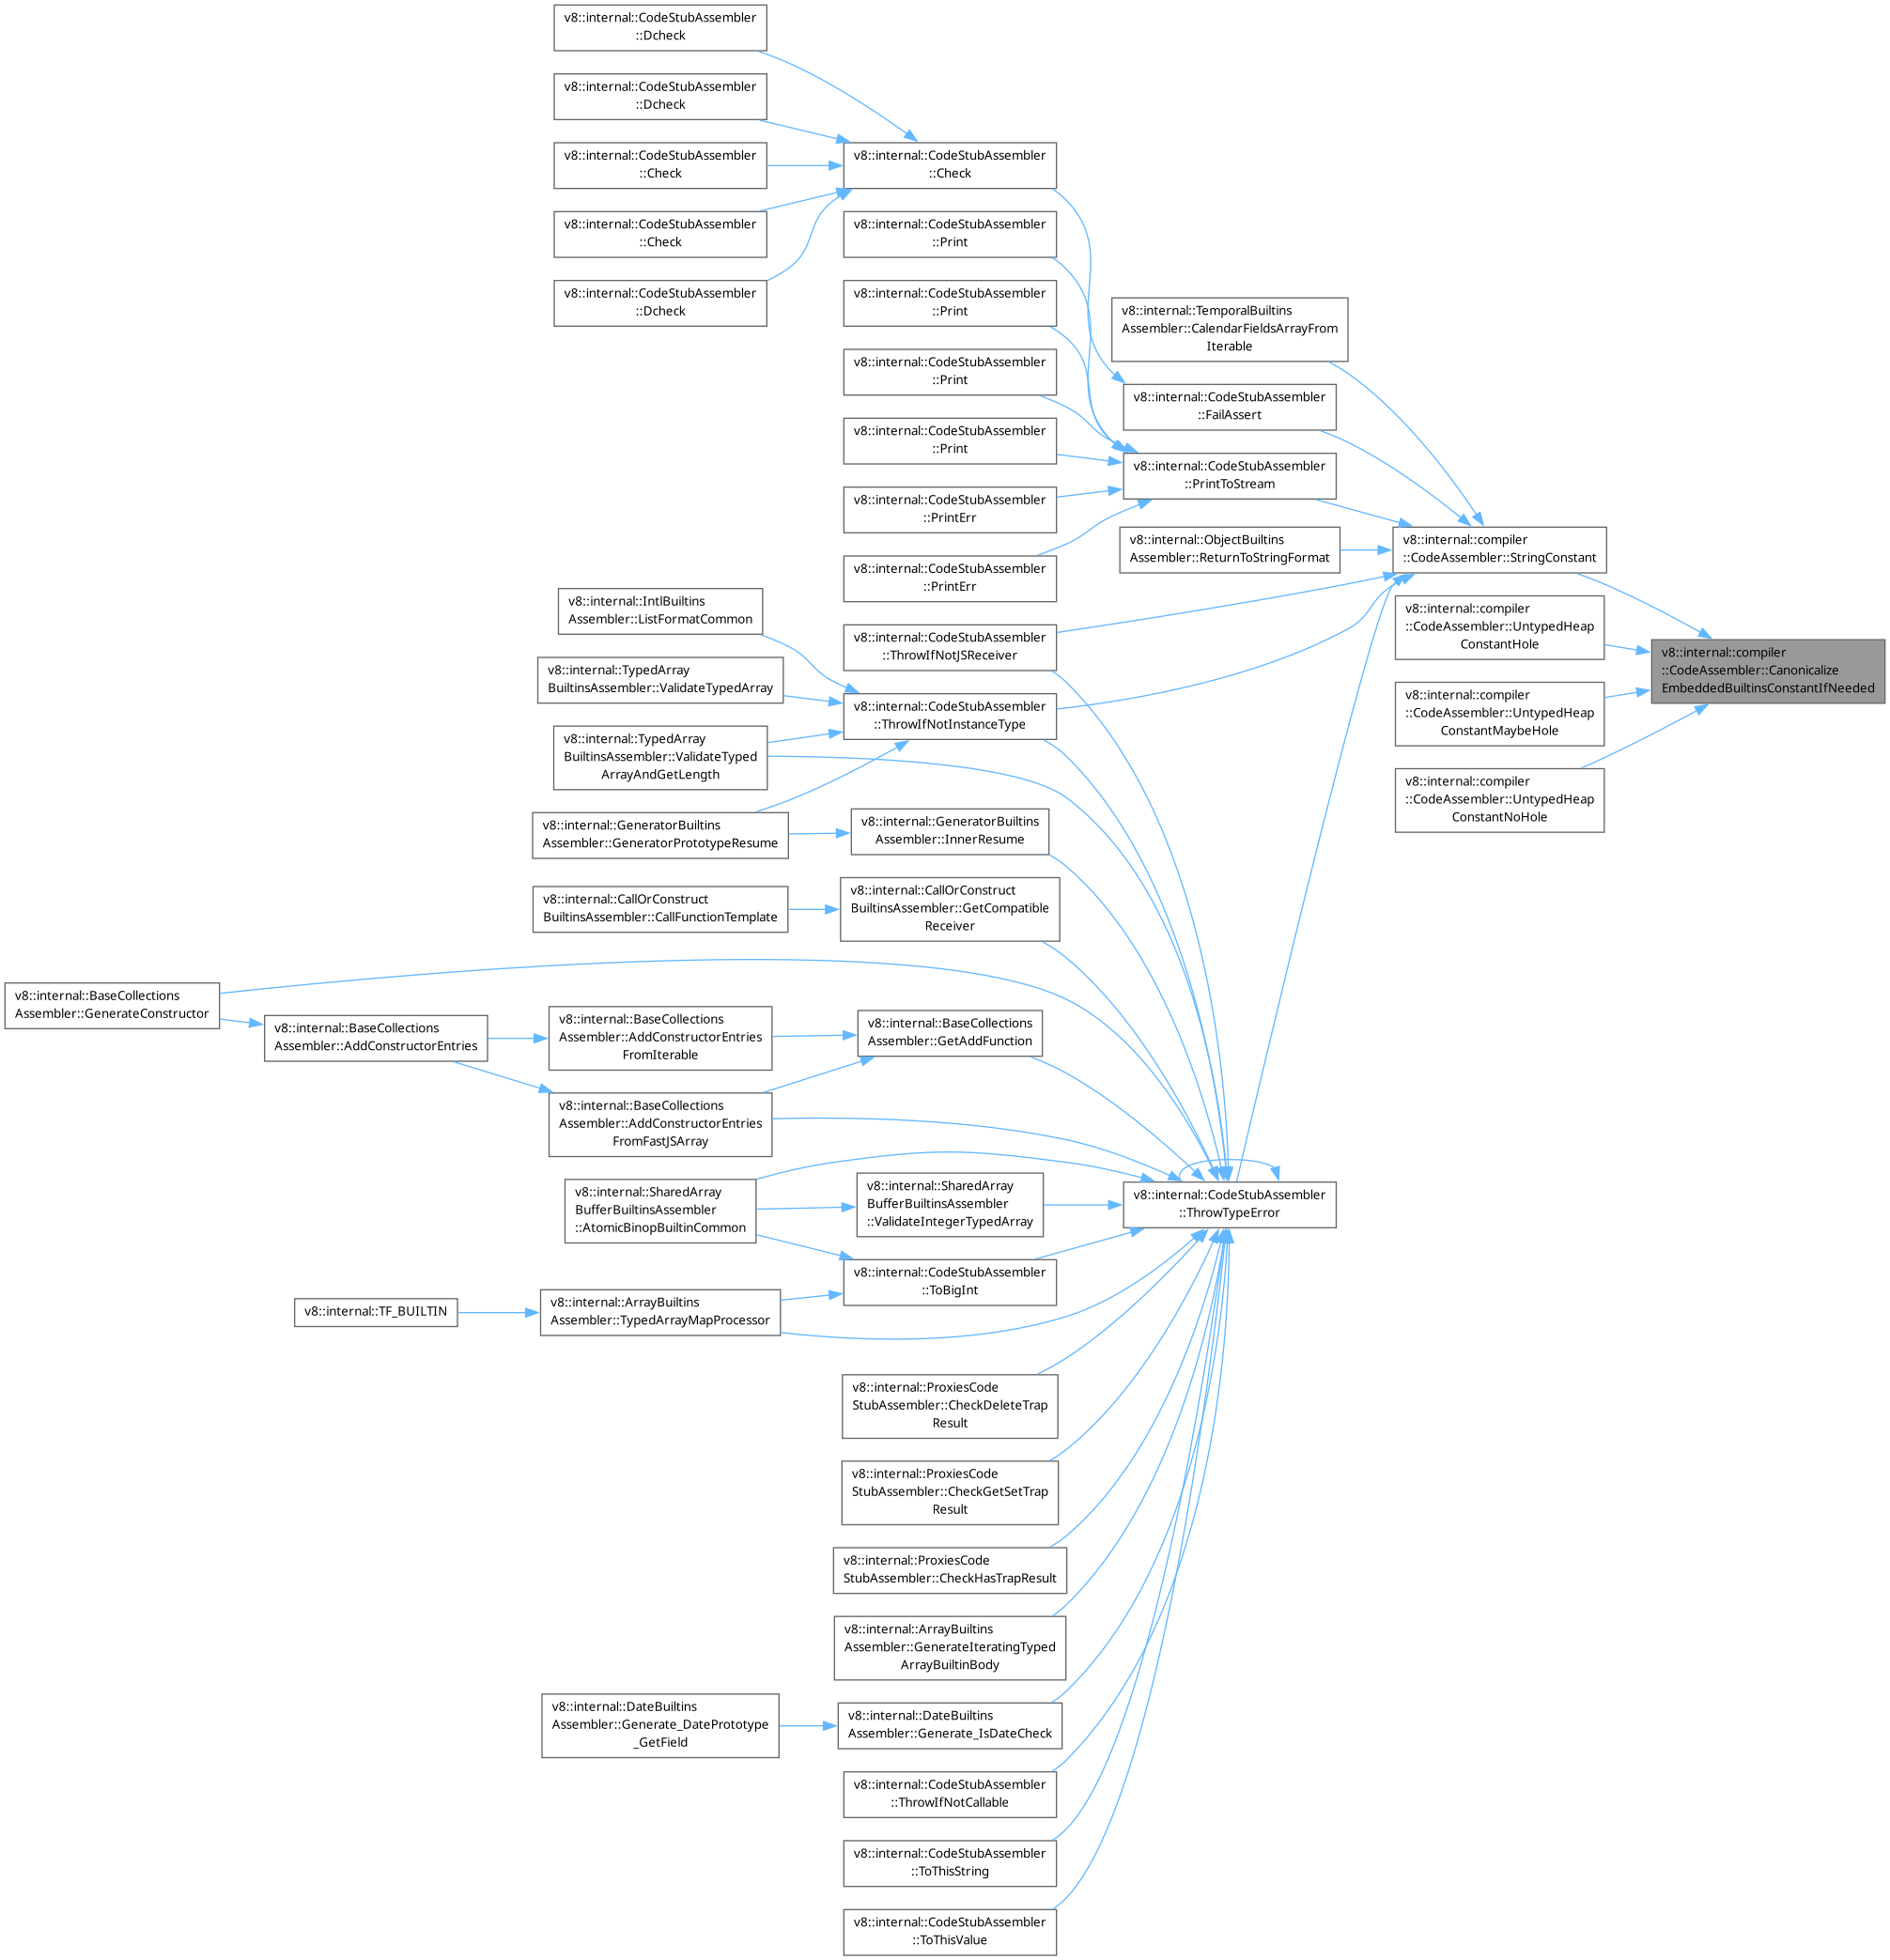 v8::internal::CodeStubAssembler
::Dcheck
v8::internal::CodeStubAssembler
::Dcheck
v8::internal::CodeStubAssembler
::Check
v8::internal::CodeStubAssembler
::Check
v8::internal::CodeStubAssembler
::Dcheck
v8::internal::CodeStubAssembler
::Check
v8::internal::CodeStubAssembler
::Print
v8::internal::CodeStubAssembler
::Print
v8::internal::CodeStubAssembler
::Print
v8::internal::CodeStubAssembler
::Print
v8::internal::CodeStubAssembler
::PrintErr
v8::internal::CodeStubAssembler
::PrintErr
v8::internal::TemporalBuiltins
Assembler::CalendarFieldsArrayFrom
Iterable
v8::internal::CodeStubAssembler
::FailAssert
v8::internal::CodeStubAssembler
::PrintToStream
v8::internal::ObjectBuiltins
Assembler::ReturnToStringFormat
v8::internal::compiler
::CodeAssembler::StringConstant
v8::internal::compiler
::CodeAssembler::UntypedHeap
ConstantHole
v8::internal::compiler
::CodeAssembler::UntypedHeap
ConstantMaybeHole
v8::internal::compiler
::CodeAssembler::UntypedHeap
ConstantNoHole
v8::internal::compiler
::CodeAssembler::Canonicalize
EmbeddedBuiltinsConstantIfNeeded
v8::internal::IntlBuiltins
Assembler::ListFormatCommon
v8::internal::TypedArray
BuiltinsAssembler::ValidateTypedArray
v8::internal::TypedArray
BuiltinsAssembler::ValidateTyped
ArrayAndGetLength
v8::internal::GeneratorBuiltins
Assembler::GeneratorPrototypeResume
v8::internal::CallOrConstruct
BuiltinsAssembler::CallFunctionTemplate
v8::internal::CodeStubAssembler
::ThrowIfNotJSReceiver
v8::internal::CodeStubAssembler
::ThrowIfNotInstanceType
v8::internal::GeneratorBuiltins
Assembler::InnerResume
v8::internal::CallOrConstruct
BuiltinsAssembler::GetCompatible
Receiver
v8::internal::BaseCollections
Assembler::GenerateConstructor
v8::internal::BaseCollections
Assembler::AddConstructorEntries
v8::internal::BaseCollections
Assembler::AddConstructorEntries
FromIterable
v8::internal::BaseCollections
Assembler::GetAddFunction
v8::internal::BaseCollections
Assembler::AddConstructorEntries
FromFastJSArray
v8::internal::SharedArray
BufferBuiltinsAssembler
::AtomicBinopBuiltinCommon
v8::internal::SharedArray
BufferBuiltinsAssembler
::ValidateIntegerTypedArray
v8::internal::CodeStubAssembler
::ThrowTypeError
v8::internal::CodeStubAssembler
::ToBigInt
v8::internal::TF_BUILTIN
v8::internal::ArrayBuiltins
Assembler::TypedArrayMapProcessor
v8::internal::ProxiesCode
StubAssembler::CheckDeleteTrap
Result
v8::internal::ProxiesCode
StubAssembler::CheckGetSetTrap
Result
v8::internal::ProxiesCode
StubAssembler::CheckHasTrapResult
v8::internal::ArrayBuiltins
Assembler::GenerateIteratingTyped
ArrayBuiltinBody
v8::internal::DateBuiltins
Assembler::Generate_DatePrototype
_GetField
v8::internal::DateBuiltins
Assembler::Generate_IsDateCheck
v8::internal::CodeStubAssembler
::ThrowIfNotCallable
v8::internal::CodeStubAssembler
::ToThisString
v8::internal::CodeStubAssembler
::ToThisValue